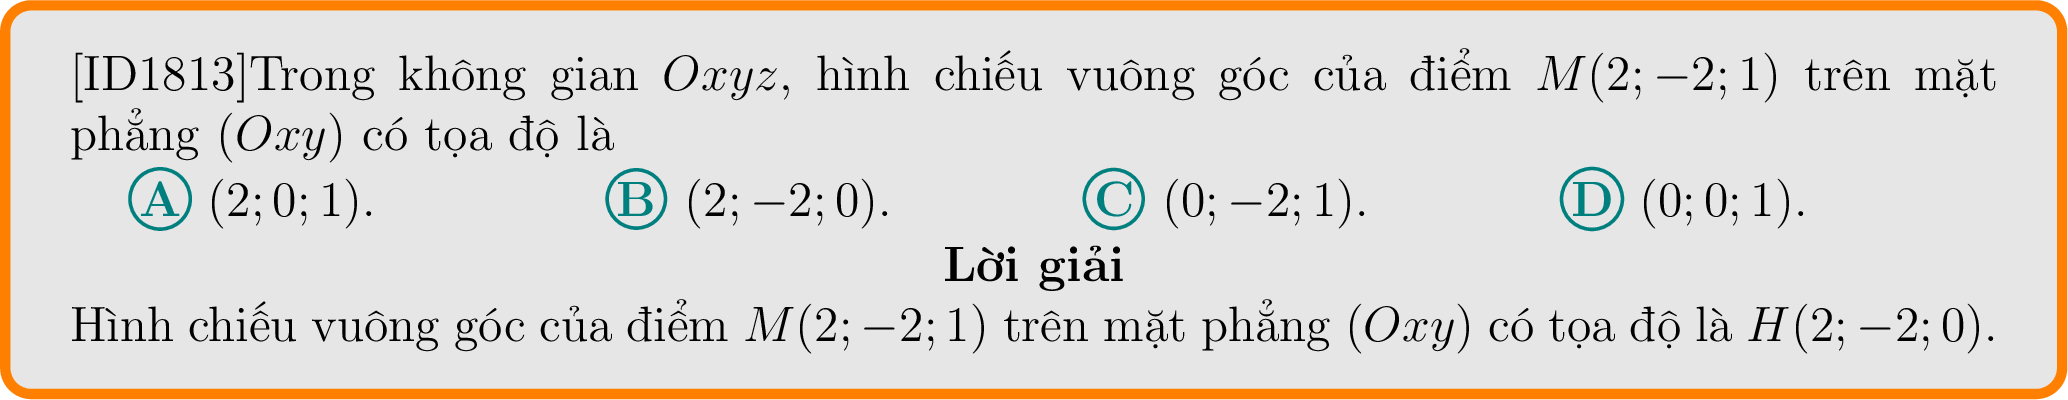 [ID1813]Trong không gian Oxyz, hình chiếu vuông góc của điểm M(2; −2; 1) trên mặt
phẳng (Oxy) có tọa độ là
A (2; 0; 1). B (2; −2; 0). C (0; −2; 1). D (0; 0; 1).
Lời giải
Hình chiếu vuông góc của điểm M(2; −2; 1) trên mặt phẳng (Oxy) có tọa độ là H(2; −2; 0).